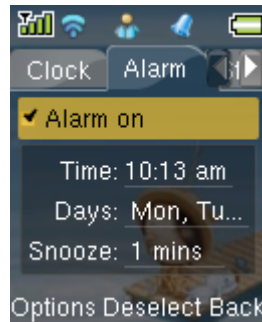 Clock Alarm
Alarm on
Time: 10:13 am
Days: Mon, Tu...
Snooze: 1 mins
Options Deselect Back